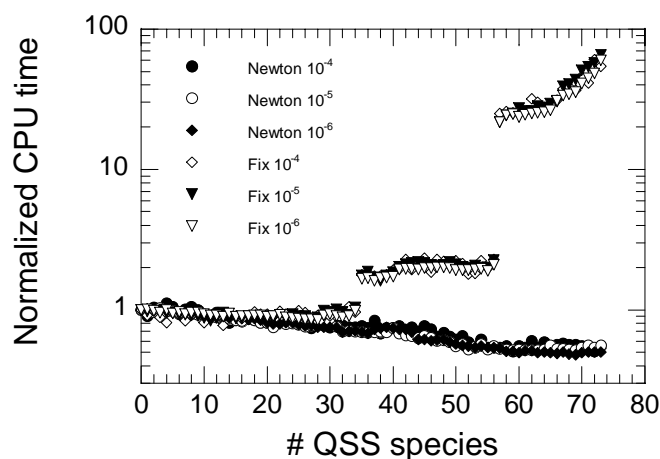 100
10
1
Normalized CPU time
Newton 10⁻⁴
Newton 10⁻⁵
Newton 10⁻⁶
Fix 10⁻⁴
Fix 10⁻⁵
Fix 10⁻⁶
0 10 20 30 40 50 60 70 80
# QSS species